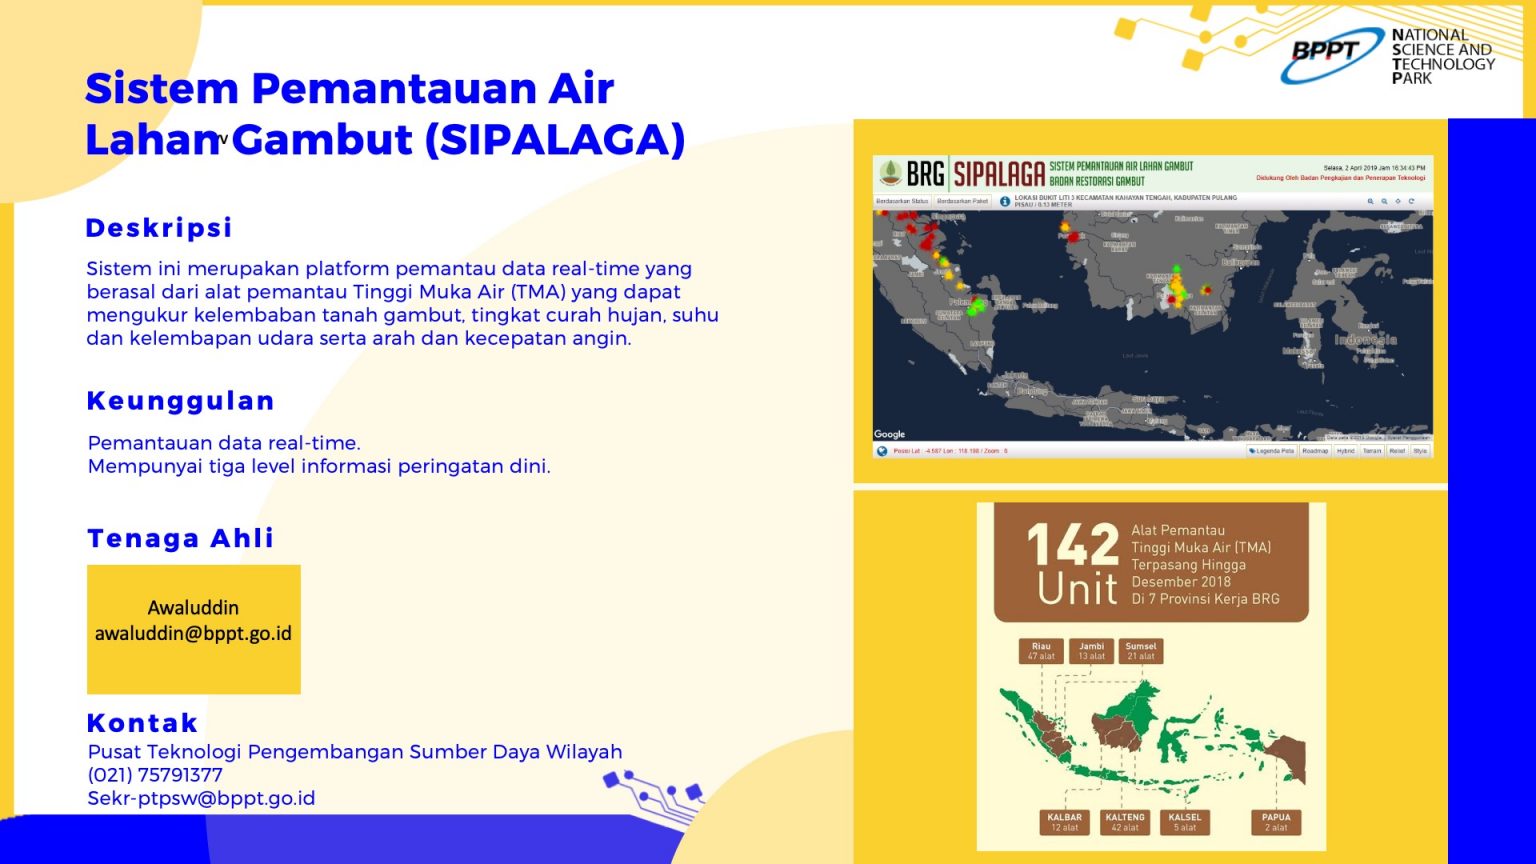 BPPT
NATIONAL
SCIENCE AND
TECHNOLOGY
PARK
Sistem Pemantauan Air
Lahan Gambut (SIPALAGA)
Deskripsi
Sistem ini merupakan platform pemantau data real-time yang
berasal dari alat pemantau Tinggi Muka Air (TMA) yang dapat
mengukur kelembaban tanah gambut, tingkat curah hujan, suhu
dan kelembapan udara serta arah dan kecepatan angin.
Keunggulan
Pemantauan data real-time.
Mempunyai tiga level informasi peringatan dini.
Tenaga Ahli
Awaluddin
awaluddin@bppt.go.id
Kontak
Pusat Teknologi Pengembangan Sumber Daya Wilayah
(021) 75791377
Sekr-ptpsw@bppt.go.id
BRG SIPALAGA
SISTEM PEMANTAUAN AIR LAHAN GAMBUT
BADAN RESTORASI GAMBUT
Selasa, 2 April 2019 Jam 16:34:43 PM
Didukung Oleh Badan Pengkajian dan Penerapan Teknologi
Berdasarkan Status Berdasarkan Paket
LOKASI BUKIT LITI 3 KECAMATAN KAHAYAN TENGAH, KABUPATEN PULANG
PISAU / 0.13 METER
Indonesia
Laut Jawa
Jakarta
Surabaya
Google
Posisi Lat : -4.587 Lon : 118.198 / Zoom : 6
Legenda Peta Roadmap Hybrid Terrain Relief Style
142
Unit
Alat Pemantau
Tinggi Muka Air (TMA)
Terpasang Hingga
Desember 2018
Di 7 Provinsi Kerja BRG
Riau
47 alat
Jambi
13 alat
Sumsel
21 alat
KALBAR
12 alat
KALTENG
42 alat
KALSEL
5 alat
PAPUA
2 alat